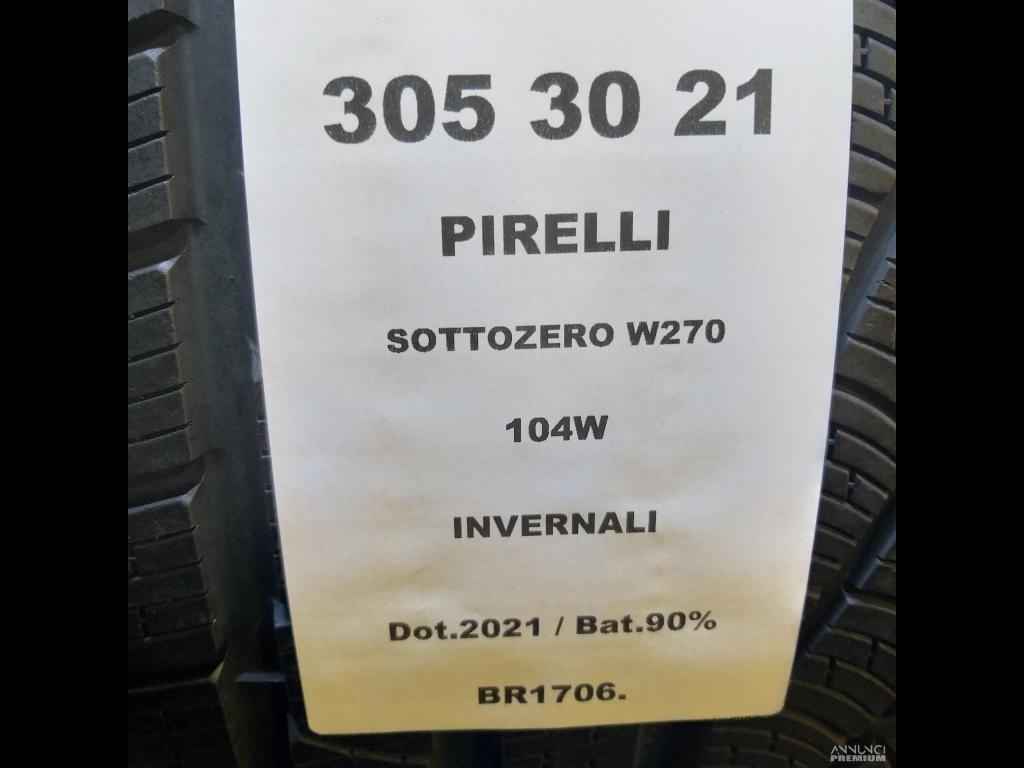 305 30 21
PIRELLI
SOTTOZERO W270
104W
INVERNALI
Dot.2021 / Bat.90%
BR1706.
ANNUNCI
PREMIUM